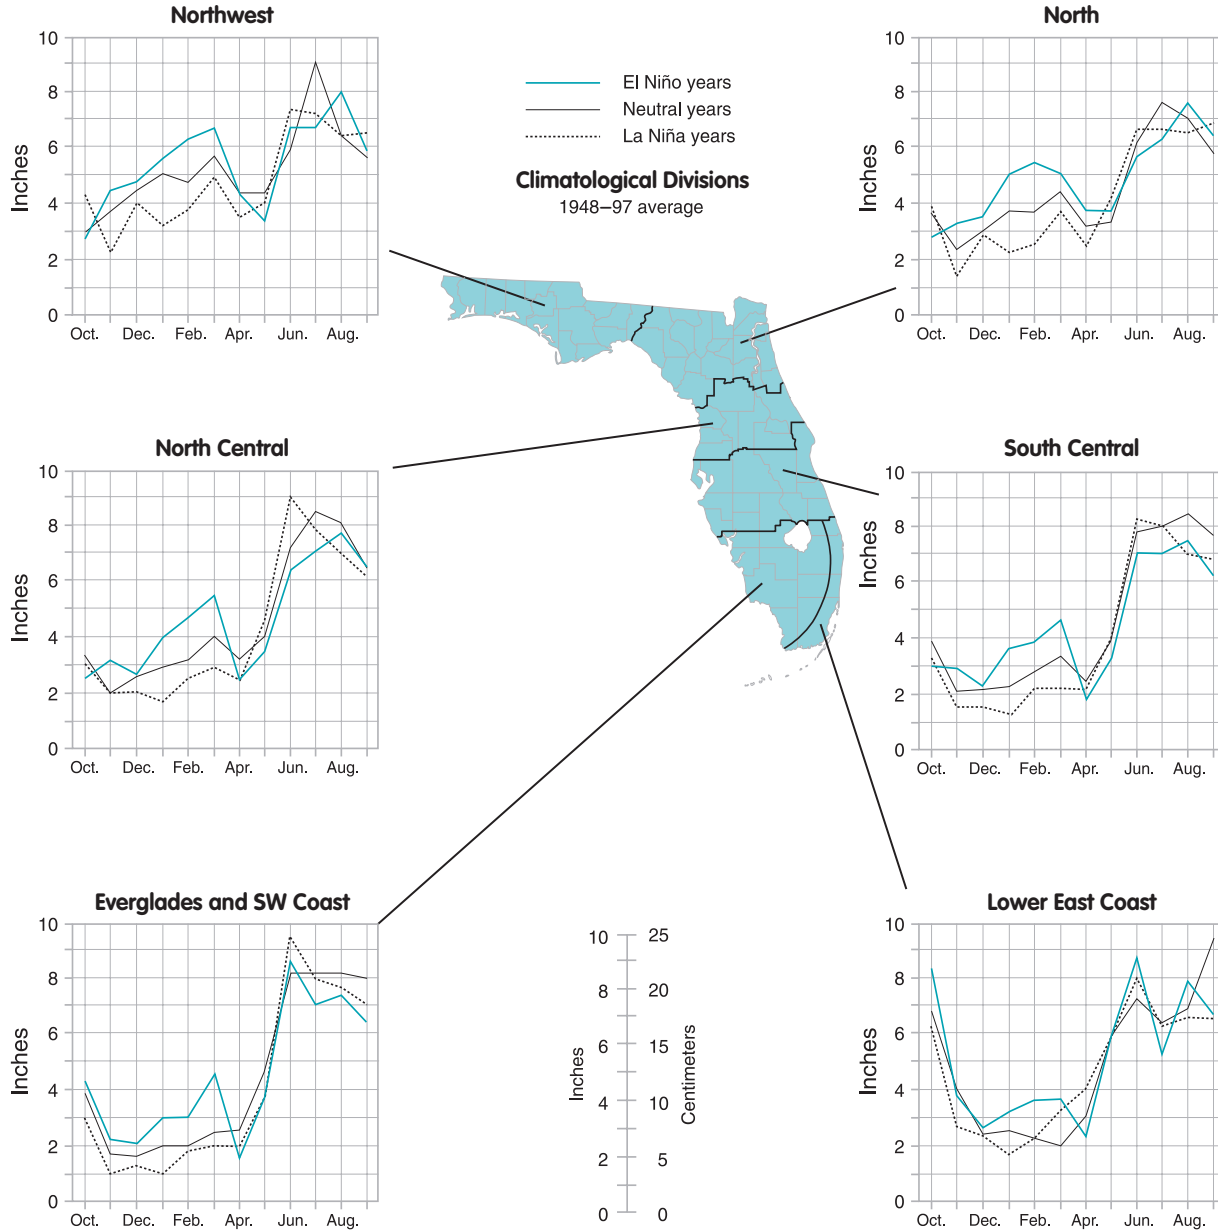 Northwest
10
8
6
4
2
0
Inches
Oct. Dec. Feb. Apr. Jun. Aug.
El Niño years
Neutral years
La Niña years
Climatological Divisions
1948–97 average
North
10
8
6
4
2
0
Inches
Oct. Dec. Feb. Apr. Jun. Aug.
North Central
10
8
6
4
2
0
Inches
Oct. Dec. Feb. Apr. Jun. Aug.
South Central
10
8
6
4
2
0
Inches
Oct. Dec. Feb. Apr. Jun. Aug.
Everglades and SW Coast
10
8
6
4
2
0
Inches
Oct. Dec. Feb. Apr. Jun. Aug.
10 25
8 20
6 15
4 10
2 5
0 0
Inches
Centimeters
Lower East Coast
10
8
6
4
2
0
Inches
Oct. Dec. Feb. Apr. Jun. Aug.